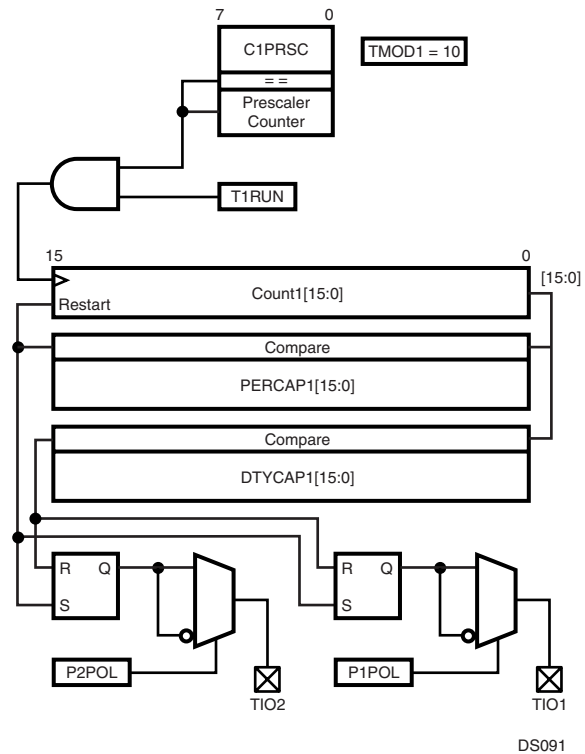 7 0
C1PRSC
TMOD1 = 10
= =
Prescaler
Counter
T1RUN
15 0
[15:0]
Count1[15:0]
Restart
Compare
PERCAP1[15:0]
Compare
DTYCAP1[15:0]
R Q
S
R Q
S
P2POL
P1POL
TIO2
TIO1
DS091